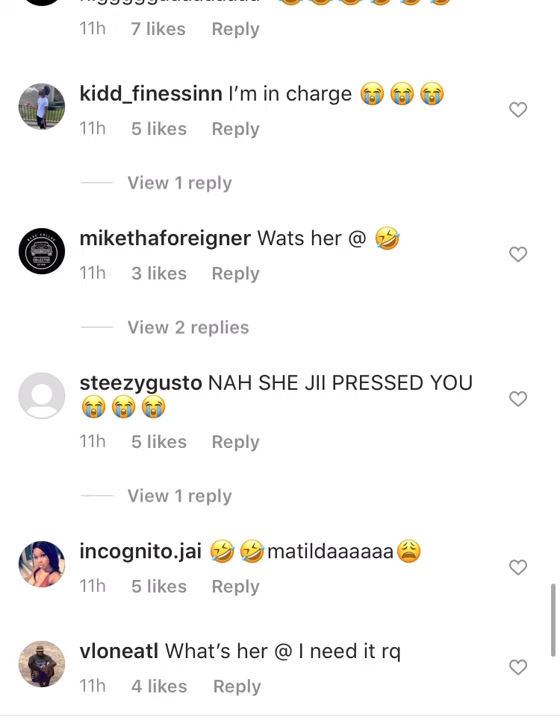 11h 7 likes Reply
kidd_finessinn I’m in charge 😭😭😭
11h 5 likes Reply
View 1 reply
mikethaforeigner Wats her @ 🤣
11h 3 likes Reply
View 2 replies
steezygusto NAH SHE JII PRESSED YOU
😭😭😭
11h 5 likes Reply
View 1 reply
incognito.jai 🤣🤣matildaaaaaa😩
11h 5 likes Reply
vloneatl What’s her @ I need it rq
11h 4 likes Reply